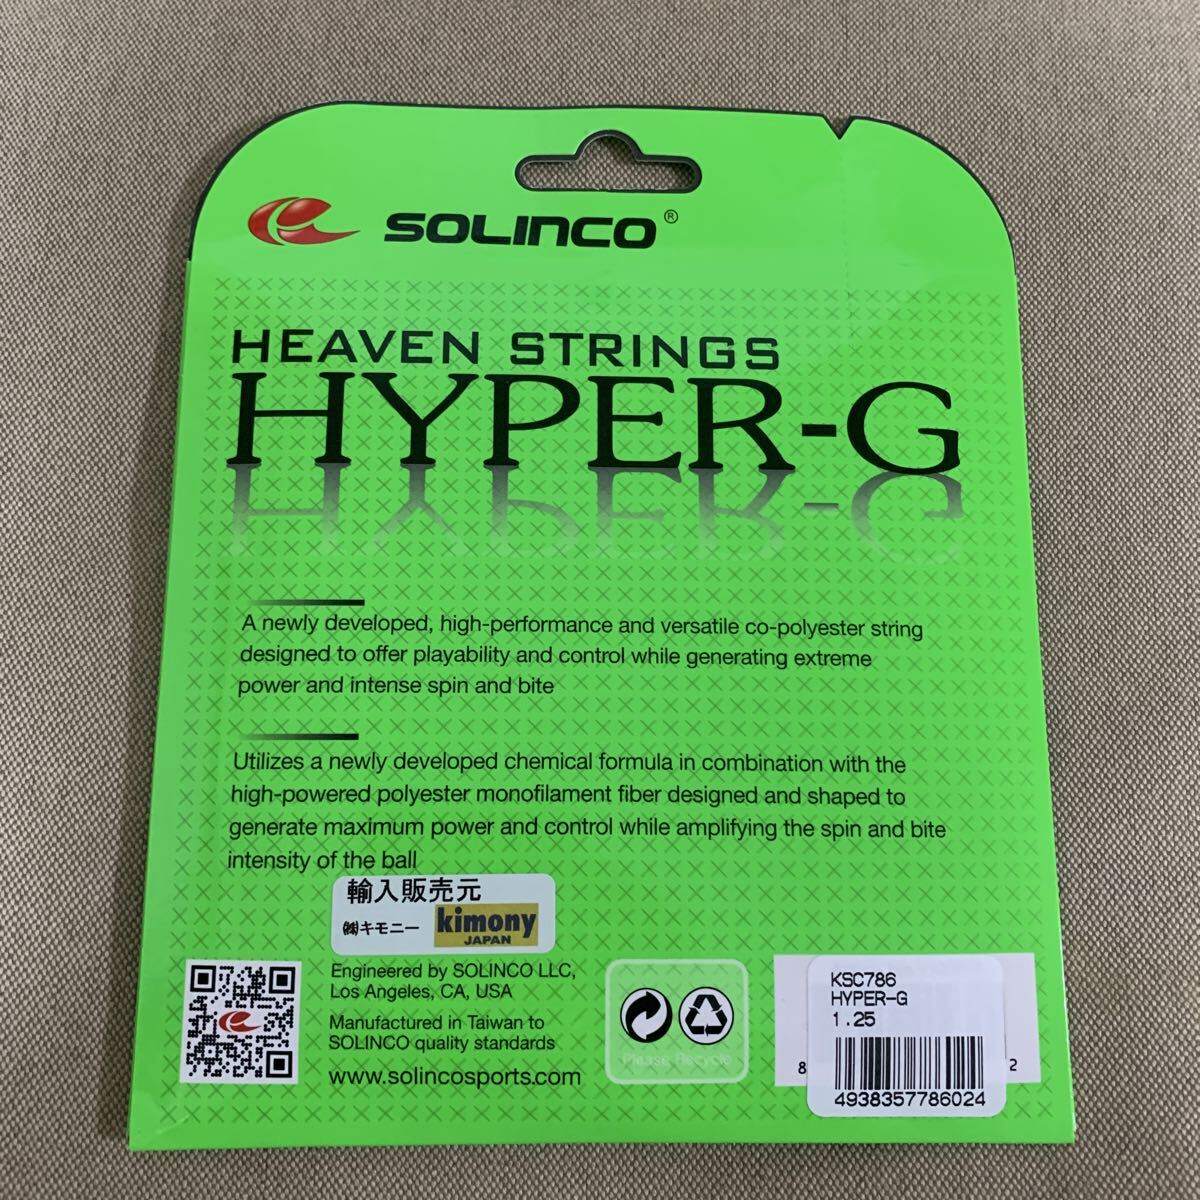 SOLINCO®
HEAVEN STRINGS
HYPER-G
A newly developed, high-performance and versatile co-polyester string
designed to offer playability and control while generating extreme
power and intense spin and bite
Utilizes a newly developed chemical formula in combination with the
high-powered polyester monofilament fiber designed and shaped to
generate maximum power and control while amplifying the spin and bite
intensity of the ball
輸入販売元
㈱キモニー
kimony
JAPAN
Engineered by SOLINCO LLC,
Los Angeles, CA, USA
Manufactured in Taiwan to
SOLINCO quality standards
www.solincosports.com
Please Recycle
KSC786
HYPER-G
1.25
8
2
4938357786024